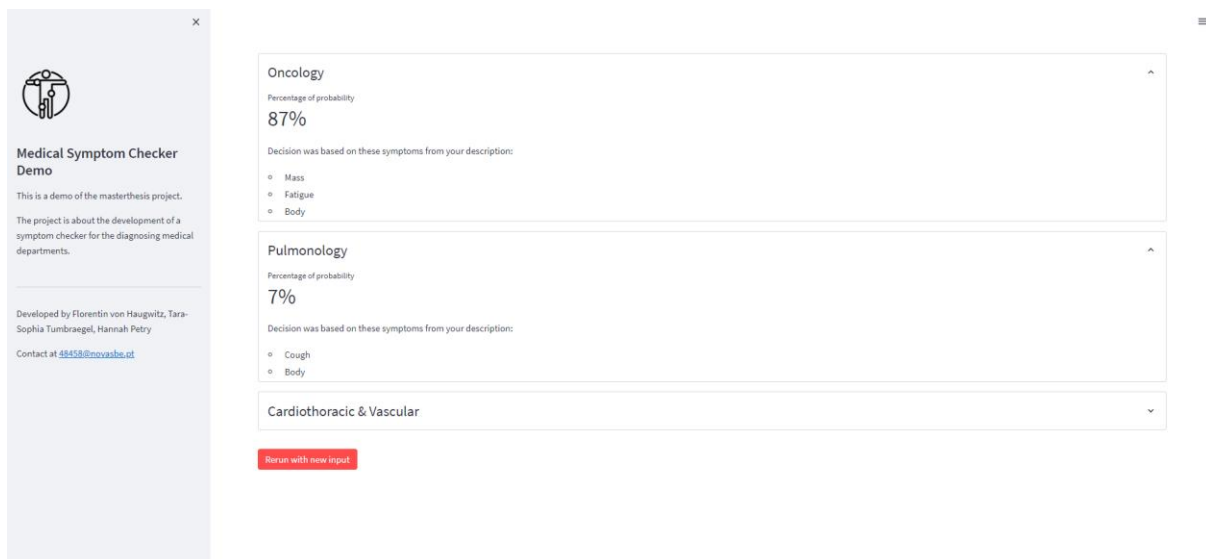 Medical Symptom Checker
Demo
This is a demo of the masterthesis project.
The project is about the development of a
symptom checker for the diagnosing medical
departments.
Developed by Florentin von Haugwitz, Tara-
Sophia Tumbraegel, Hannah Petry
Contact at 48458@novasbe.pt
Oncology
Percentage of probability
87%
Decision was based on these symptoms from your description:
Mass
Fatigue
Body
Pulmonology
Percentage of probability
7%
Decision was based on these symptoms from your description:
Cough
Body
Cardiothoracic & Vascular
Rerun with new input